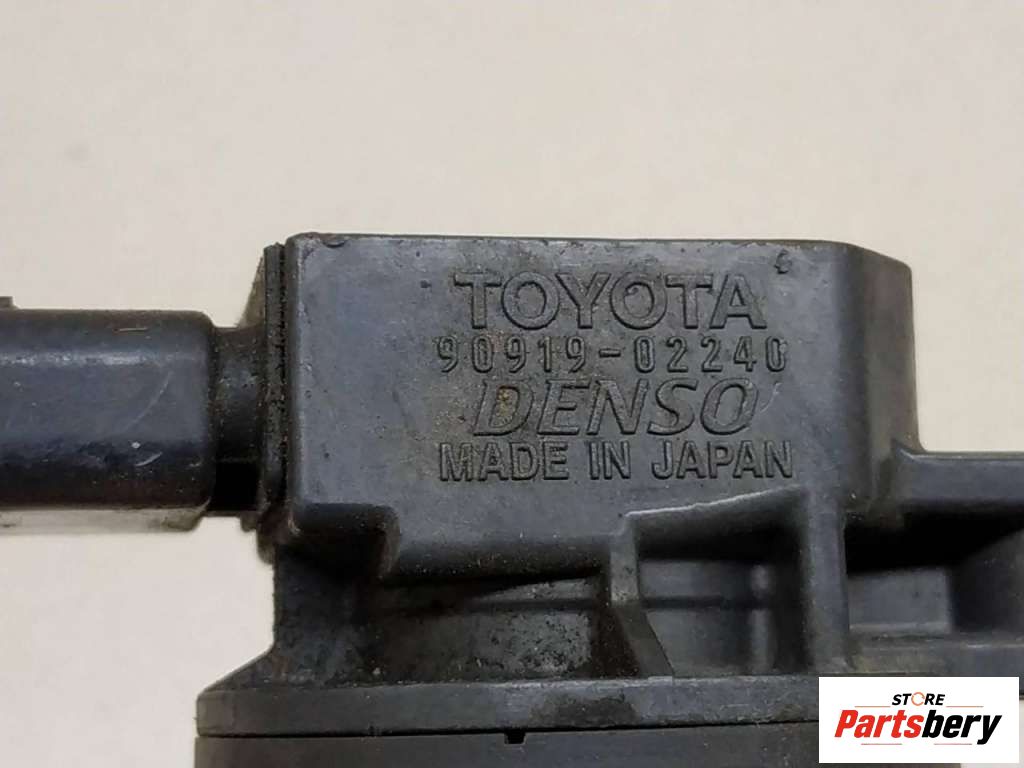 TOYOTA
90919-02240
DENSO
MADE IN JAPAN
STORE
Partsbery